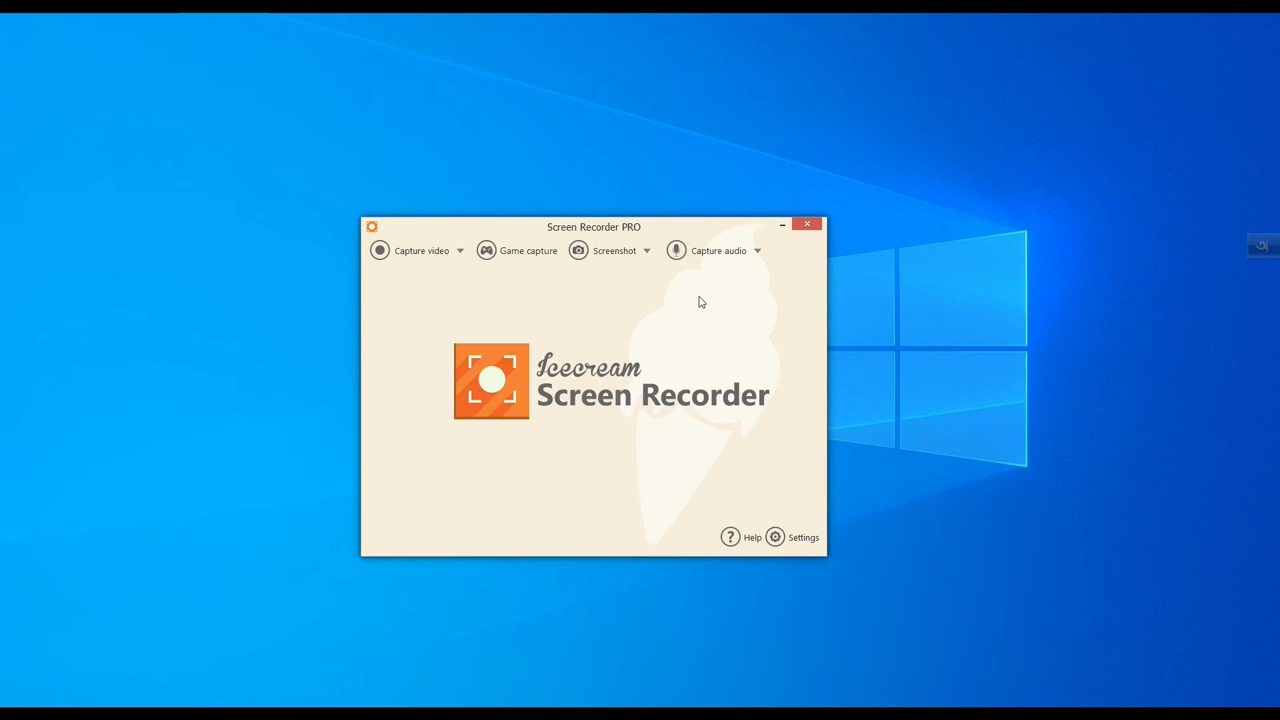 Screen Recorder PRO
Capture video Game capture Screenshot Capture audio
Icecream
Screen Recorder
? Help Settings